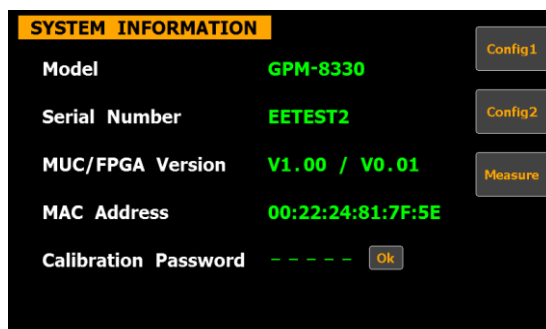 SYSTEM INFORMATION
Config1
Model GPM-8330
Serial Number EETEST2
Config2
MUC/FPGA Version V1.00 / V0.01
Measure
MAC Address 00:22:24:81:7F:5E
Calibration Password – – – – – Ok